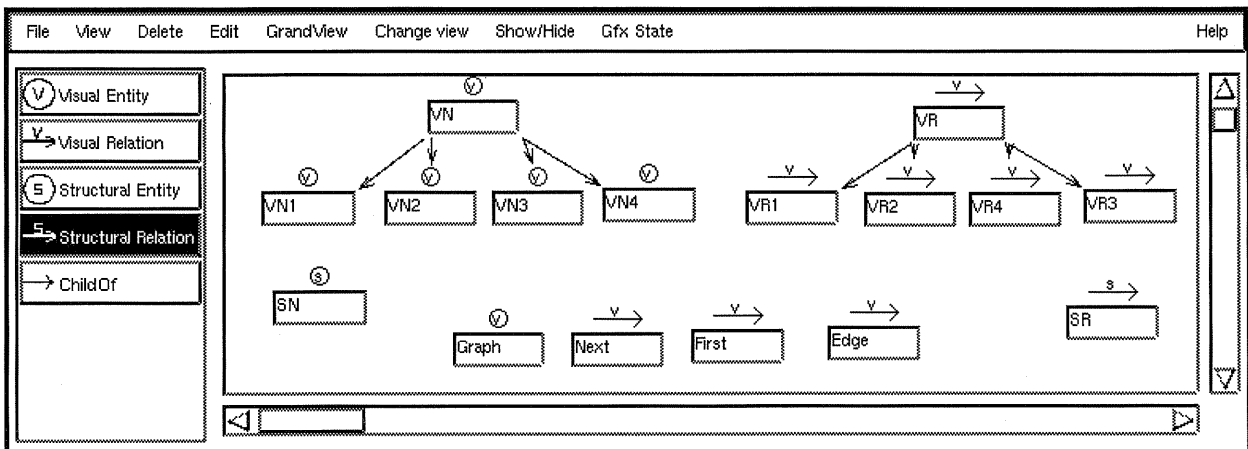 File View Delete Edit GrandView Change view Show/Hide Gfx State Help
V Visual Entity
V Visual Relation
S Structural Entity
S Structural Relation
ChildOf
V V
VN VR
V V V V V V V V
VN1 VN2 VN3 VN4 VR1 VR2 VR4 VR3
S S
SN SR
V V V V
Graph Next First Edge